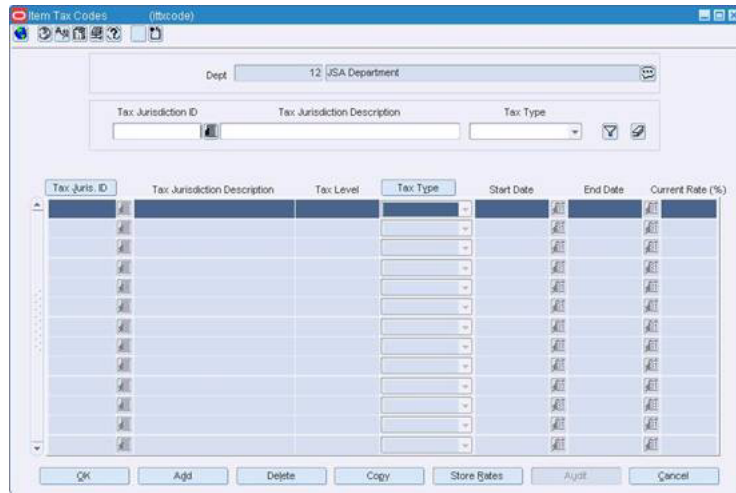 Item Tax Codes (ittxcode)
Dept 12 JSA Department
Tax Jurisdiction ID Tax Jurisdiction Description Tax Type
Tax Juris. ID Tax Jurisdiction Description Tax Level Tax Type Start Date End Date Current Rate (%)
OK Add Delete Copy Store Rates Audit Cancel